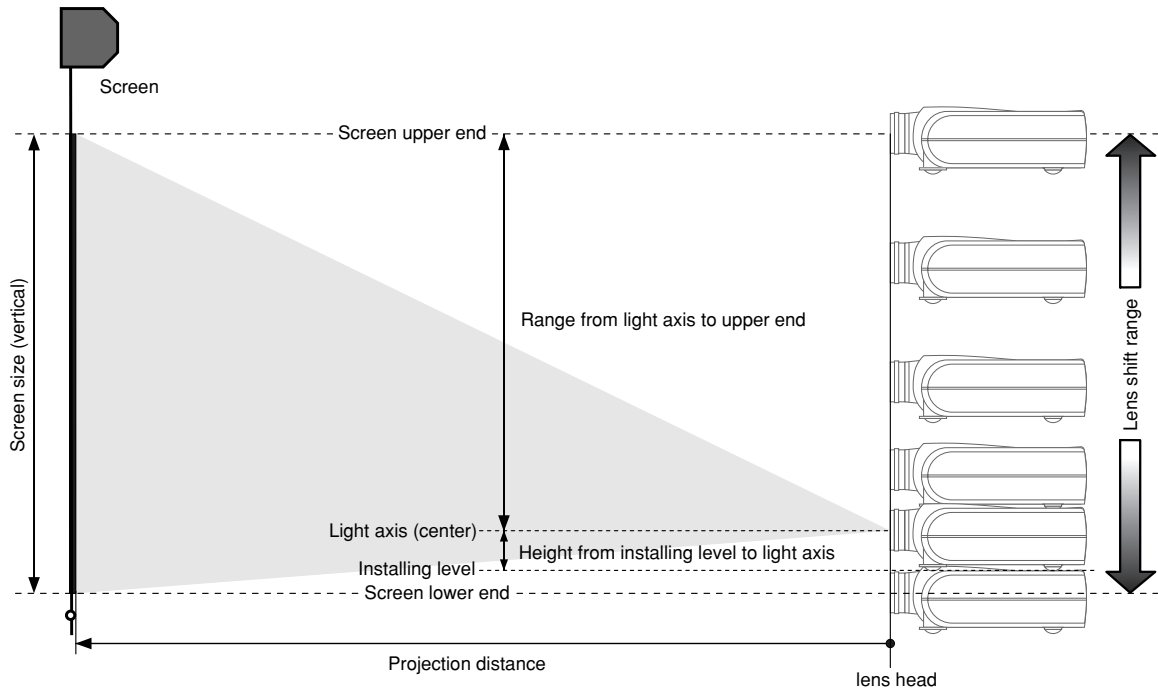 Screen
Screen upper end
Screen size (vertical)
Range from light axis to upper end
Lens shift range
Light axis (center)
Height from installing level to light axis
Installing level
Screen lower end
Projection distance
lens head